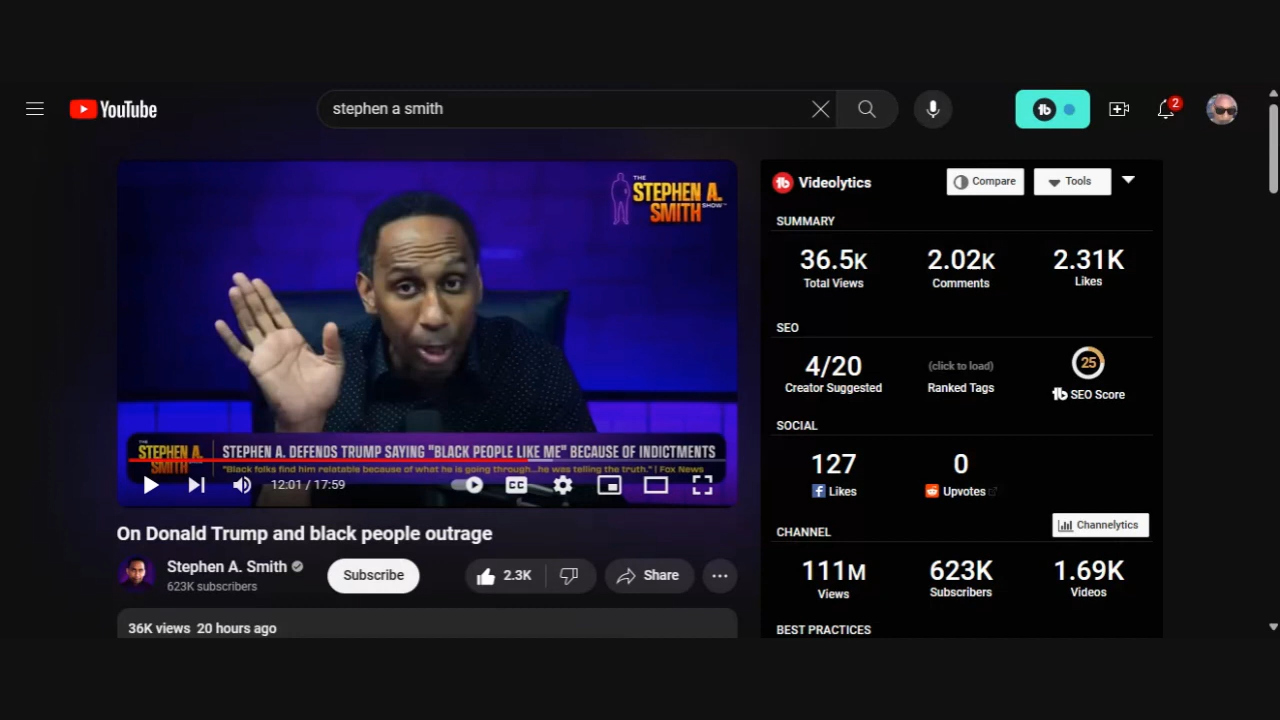 YouTube
stephen a smith
2
THE
STEPHEN A.
SMITH SHOW
THE
STEPHEN A.
SMITH
STEPHEN A. DEFENDS TRUMP SAYING "BLACK PEOPLE LIKE ME" BECAUSE OF INDICTMENTS
"Black folks find him relatable because of what he is going through...he was telling the truth." | Fox News
12:01 / 17:59
CC
On Donald Trump and black people outrage
Stephen A. Smith
623K subscribers
Subscribe
2.3K
Share
36K views 20 hours ago
Videolytics
Compare
Tools
SUMMARY
36.5K 2.02K 2.31K
Total Views Comments Likes
SEO
4/20 (click to load) 25
Creator Suggested Ranked Tags tb SEO Score
SOCIAL
127 0
Likes Upvotes
CHANNEL
Channelytics
111M 623K 1.69K
Views Subscribers Videos
BEST PRACTICES